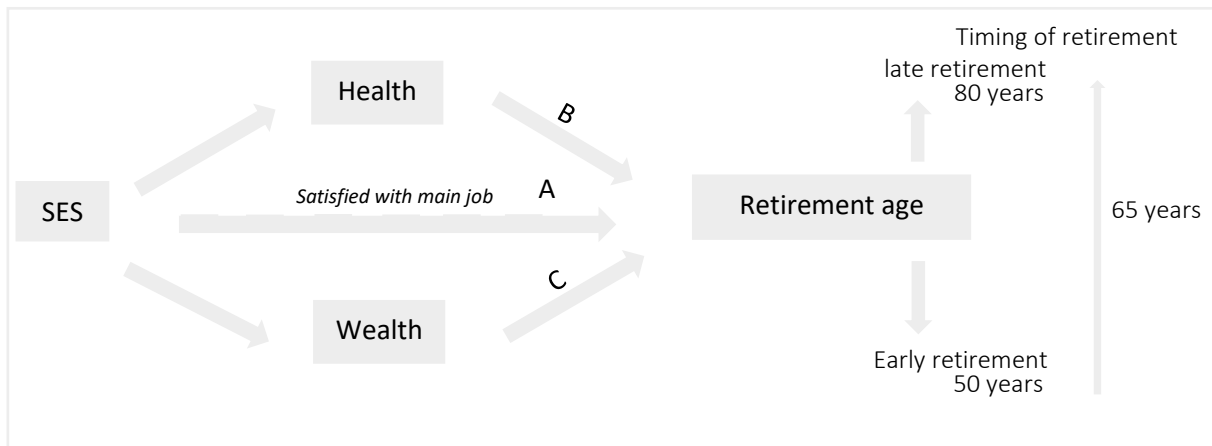 Timing of retirement
late retirement
80 years
Health
B
Satisfied with main job
A
SES
Retirement age
65 years
C
Wealth
Early retirement
50 years